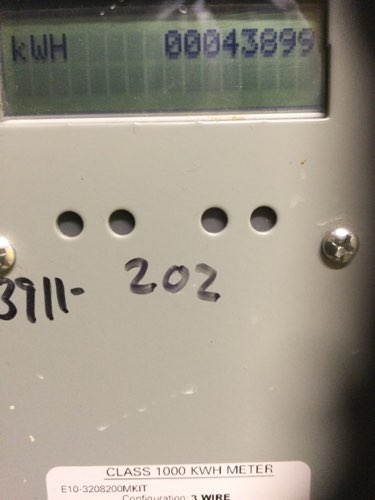 kWH 00043899
3911- 202
CLASS 1000 KWH METER
E10-3208200MKIT
Configuration: 3 WIRE